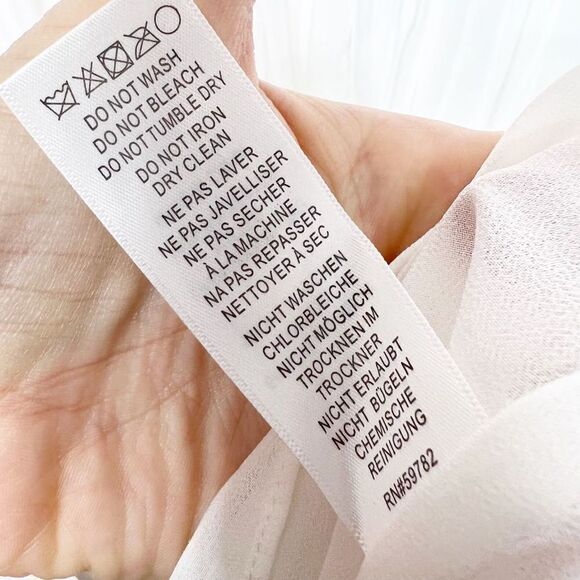 DO NOT WASH
DO NOT BLEACH
DO NOT TUMBLE DRY
DO NOT IRON
DRY CLEAN
NE PAS LAVER
NE PAS JAVELLISER
NE PAS SECHER
À LA MACHINE
NA PAS REPASSER
NETTOYER À SEC
NICHT WASCHEN
CHLORBLEICHE
NICHT MÖGLICH
TROCKNEN IM
TROCKNER
NICHT ERLAUBT
NICHT BÜGELN
CHEMISCHE
REINIGUNG
RN#59782